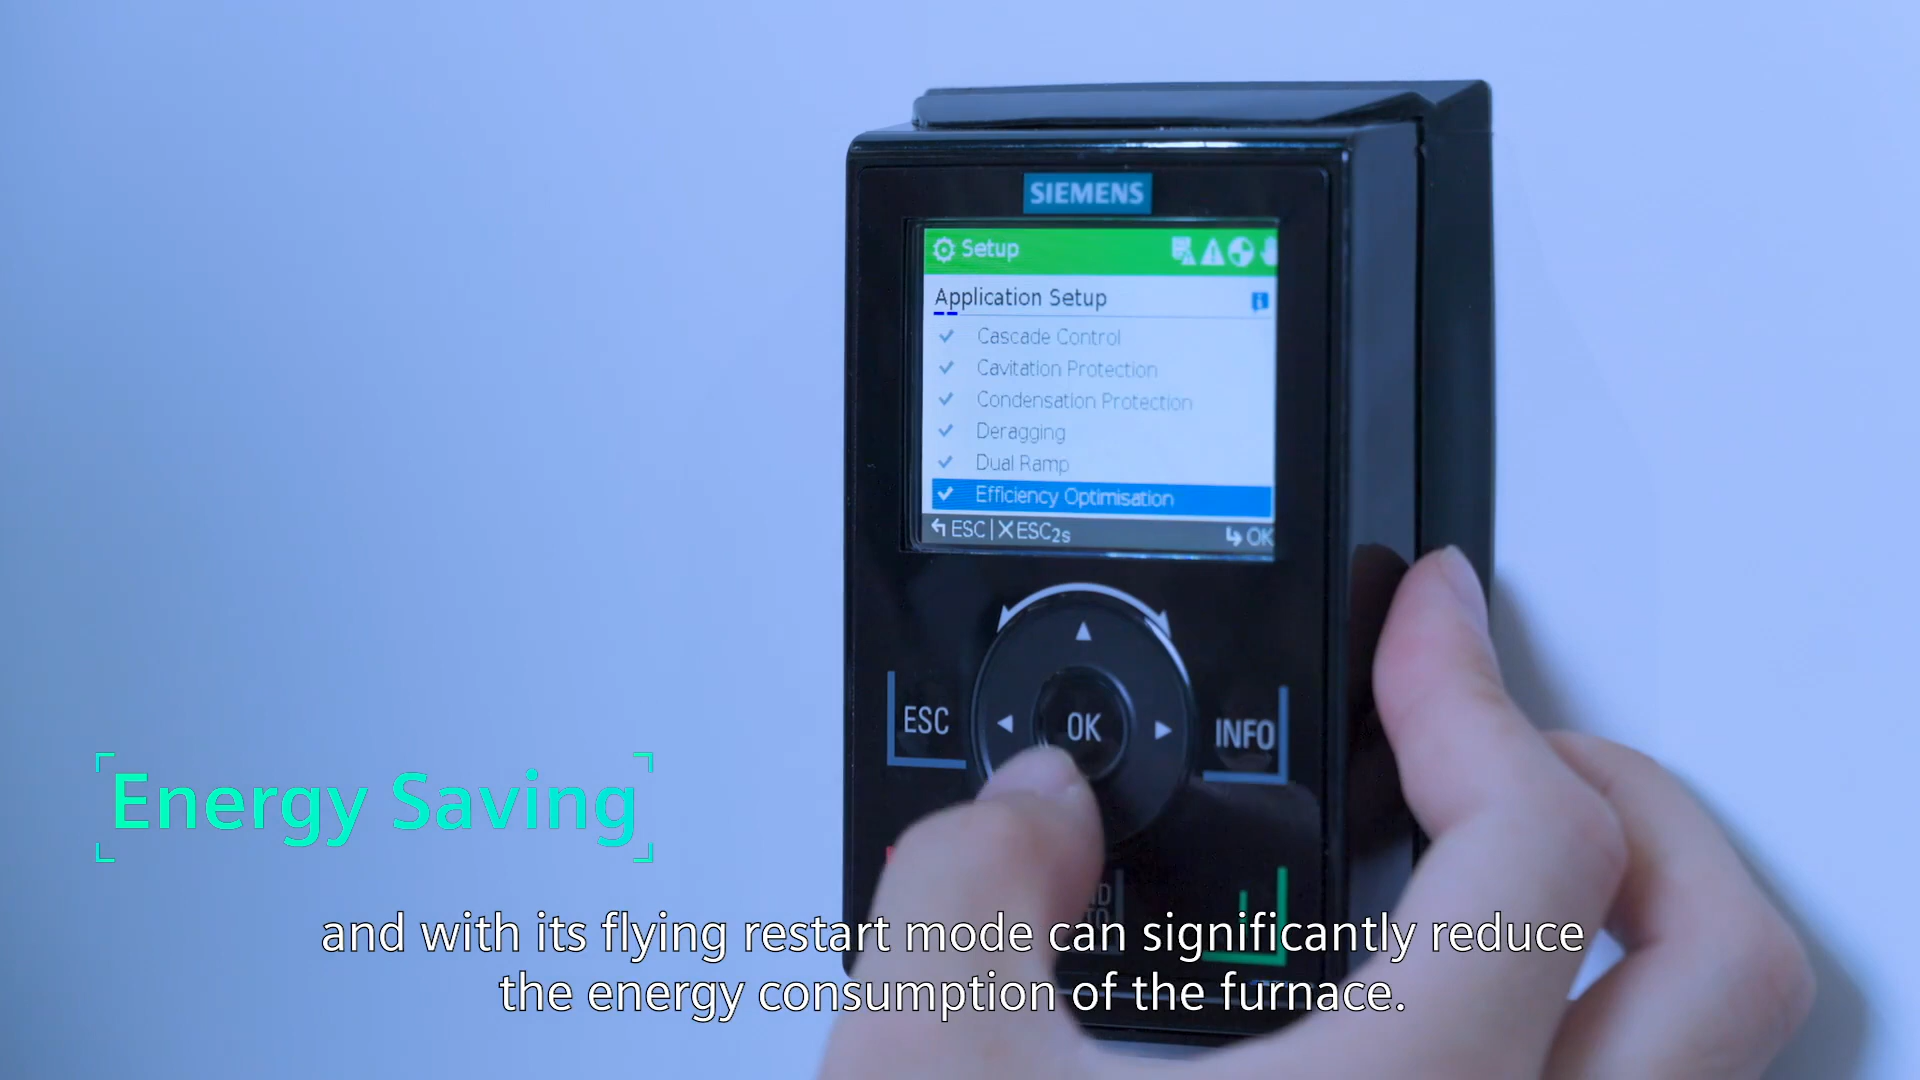 SIEMENS
Setup
Application Setup
Cascade Control
Cavitation Protection
Condensation Protection
Deragging
Dual Ramp
Efficiency Optimisation
ESC | ESC2s
OK
ESC
OK
INFO
Energy Saving
and with its flying restart mode can significantly reduce
the energy consumption of the furnace.